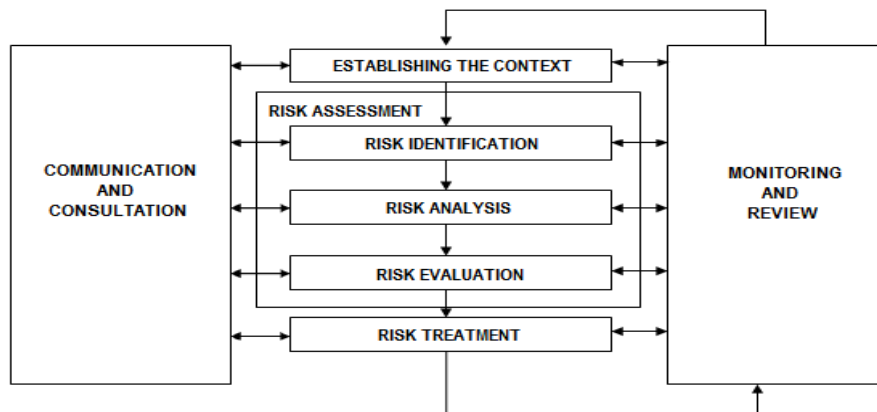 ESTABLISHING THE CONTEXT
RISK ASSESSMENT
RISK IDENTIFICATION
COMMUNICATION
AND
CONSULTATION
MONITORING
AND
REVIEW
RISK ANALYSIS
RISK EVALUATION
RISK TREATMENT